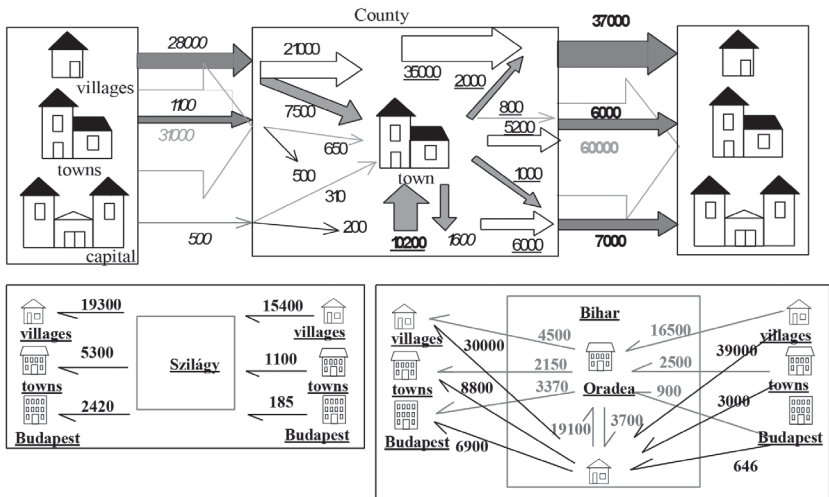 County
28000
villages
1100
31000
towns
500
capital
21000
35000
2000
7500
800
5200
650
500
town
1000
310
200
10200
1600
6000
37000
6000
60000
7000
19300
villages
5300
towns
2420
Budapest
Szilágy
15400
villages
1100
towns
185
Budapest
Bihar
villages
30000
4500
16500
villages
39000
2150
2500
towns
8800
3370
Oradea
900
towns
3000
Budapest
6900
19100
3700
Budapest
646